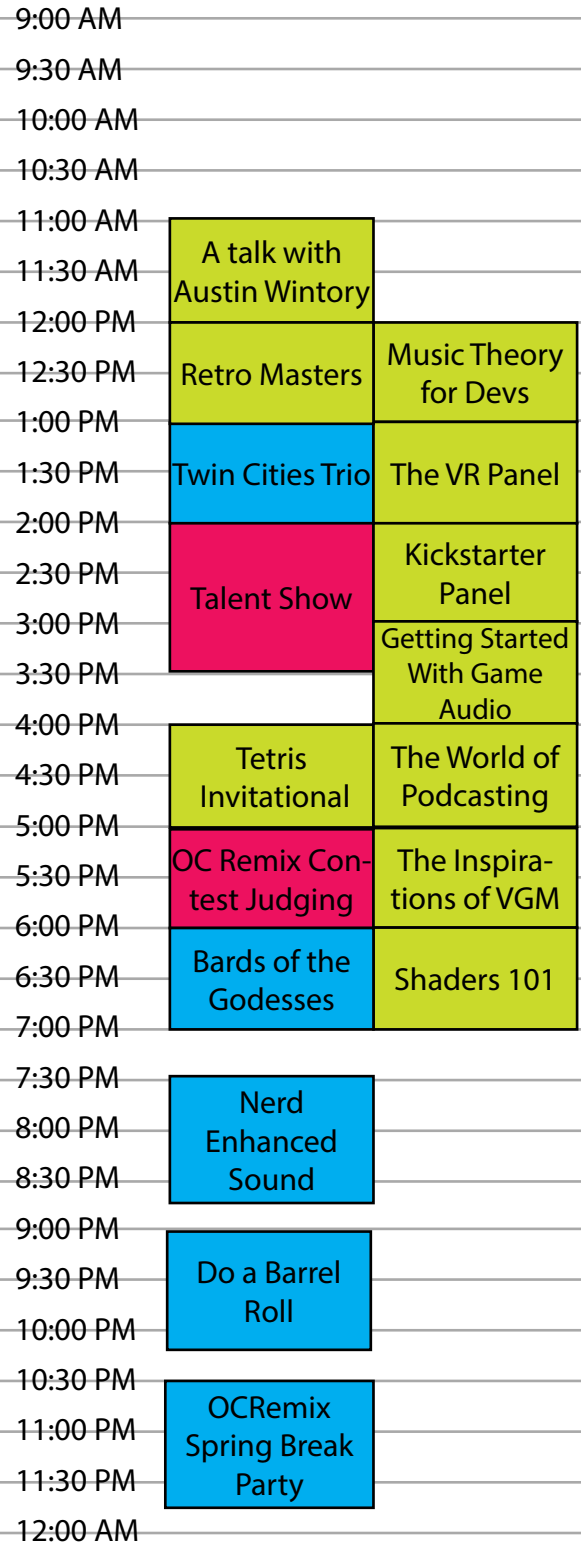 9:00 AM
9:30 AM
10:00 AM
10:30 AM
11:00 AM
A talk with
Austin Wintory
11:30 AM
12:00 PM
Retro Masters
Music Theory
for Devs
12:30 PM
1:00 PM
Twin Cities Trio
The VR Panel
1:30 PM
2:00 PM
Talent Show
Kickstarter
Panel
2:30 PM
3:00 PM
Getting Started
With Game
Audio
3:30 PM
4:00 PM
Tetris
Invitational
The World of
Podcasting
4:30 PM
5:00 PM
OC Remix Con-
test Judging
The Inspira-
tions of VGM
5:30 PM
6:00 PM
Bards of the
Godesses
Shaders 101
6:30 PM
7:00 PM
7:30 PM
Nerd
Enhanced
Sound
8:00 PM
8:30 PM
9:00 PM
Do a Barrel
Roll
9:30 PM
10:00 PM
10:30 PM
OCRemix
Spring Break
Party
11:00 PM
11:30 PM
12:00 AM